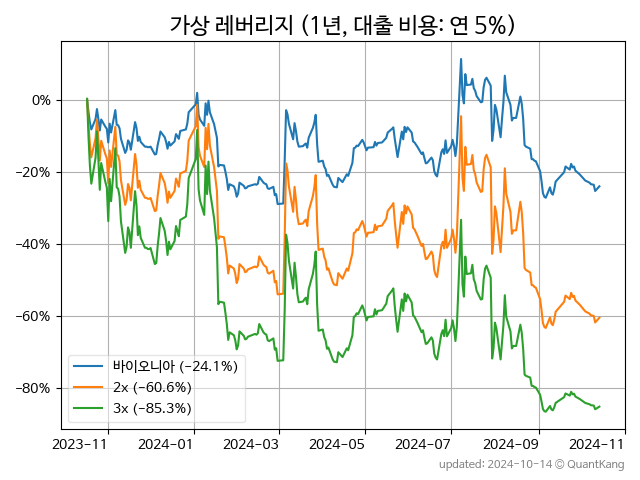 가상 레버리지 (1년, 대출 비용: 연 5%)
0%
−20%
−40%
−60%
−80%
바이오니아 (−24.1%)
2x (−60.6%)
3x (−85.3%)
2023-11 2024-01 2024-03 2024-05 2024-07 2024-09 2024-11
updated: 2024-10-14 © QuantKang